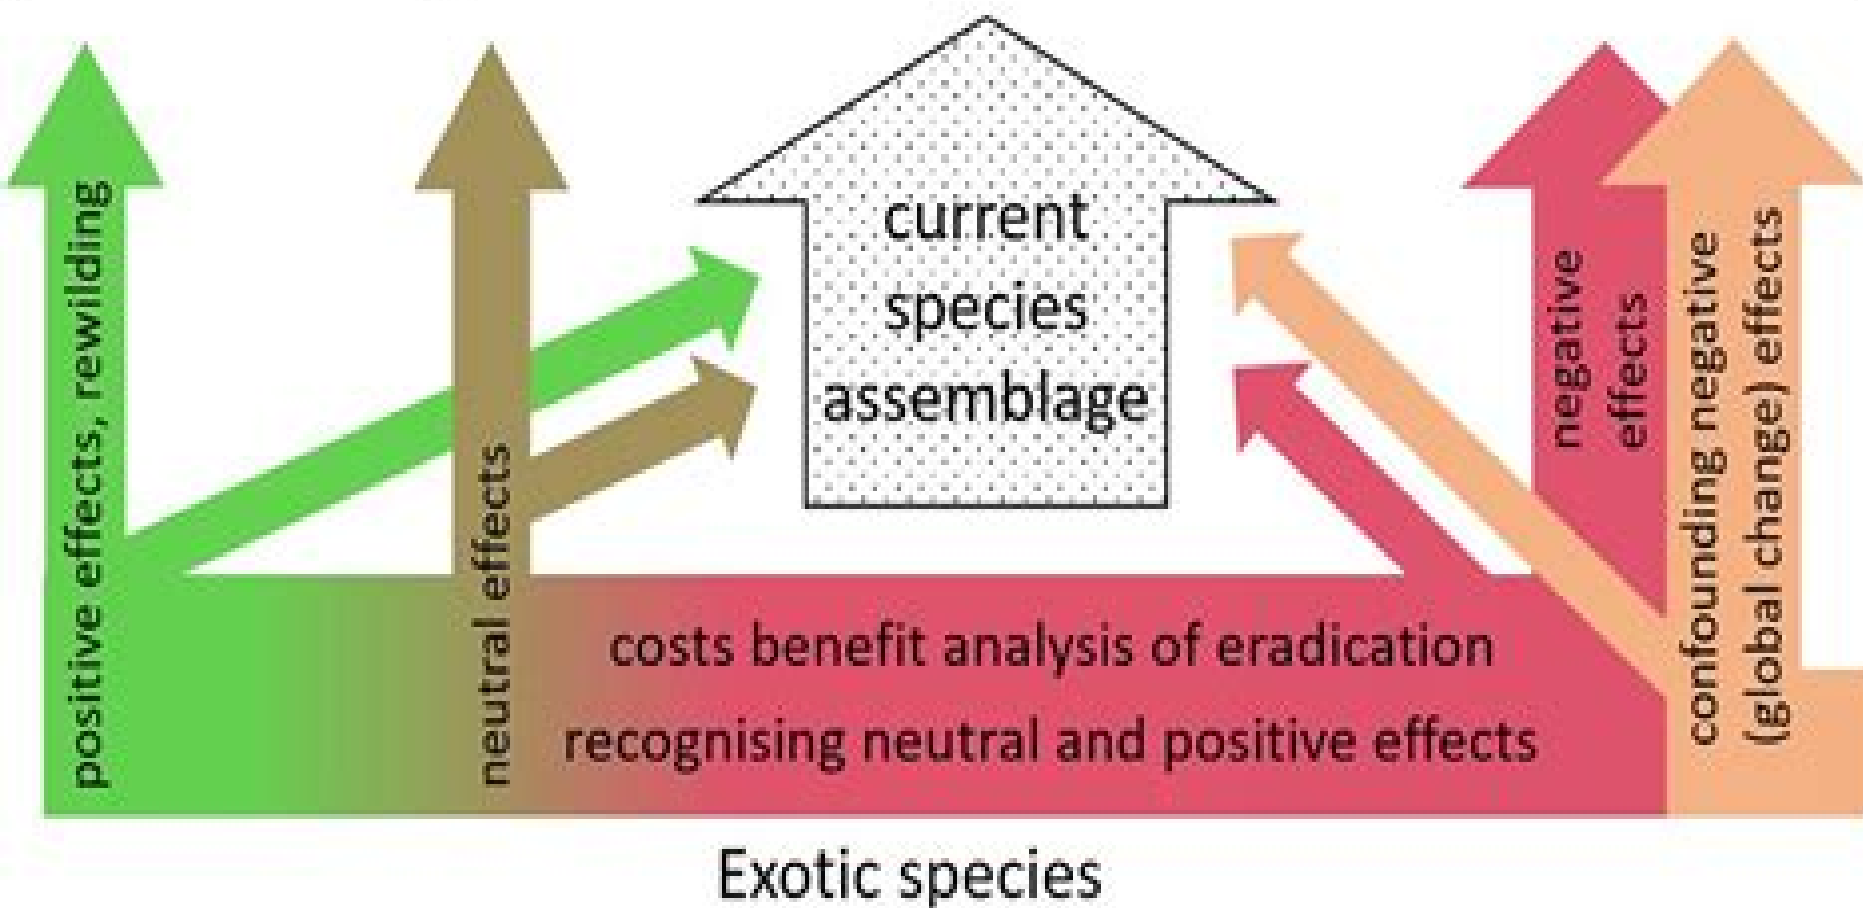 positive effects, rewilding
neutral effects
current
species
assemblage
negative
effects
confounding negative
(global change) effects
costs benefit analysis of eradication
recognising neutral and positive effects
Exotic species